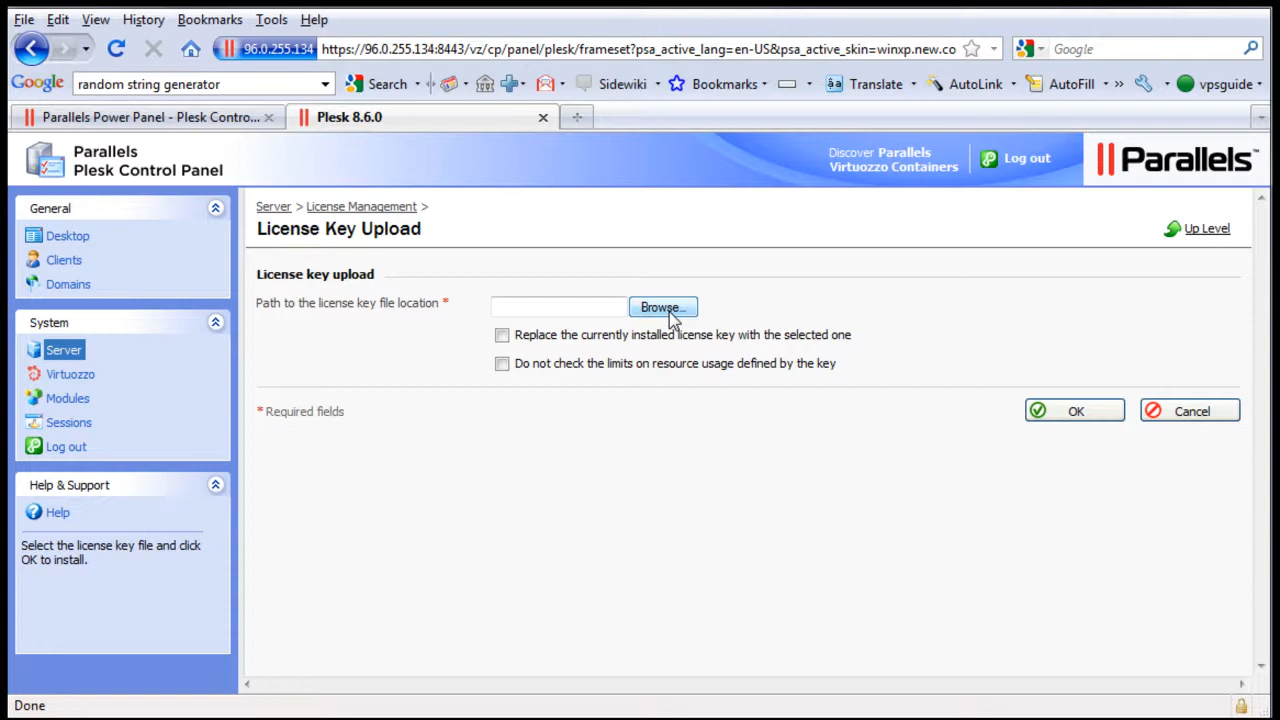 File Edit View History Bookmarks Tools Help
96.0.255.134 https://96.0.255.134:8443/vz/cp/panel/plesk/frameset?psa_active_lang=en-US&psa_active_skin=winxp.new.co Google
Google random string generator Search Sidewiki Bookmarks Translate AutoLink AutoFill » vpsguide
Parallels Power Panel - Plesk Contro... Plesk 8.6.0
Parallels
Plesk Control Panel
Discover Parallels
Virtuozzo Containers
Log out
Parallels™
General
Desktop
Clients
Domains
System
Server
Virtuozzo
Modules
Sessions
Log out
Help & Support
Help
Select the license key file and click
OK to install.
Server > License Management >
License Key Upload
Up Level
License key upload
Path to the license key file location *
Browse...
Replace the currently installed license key with the selected one
Do not check the limits on resource usage defined by the key
* Required fields
OK
Cancel
Done